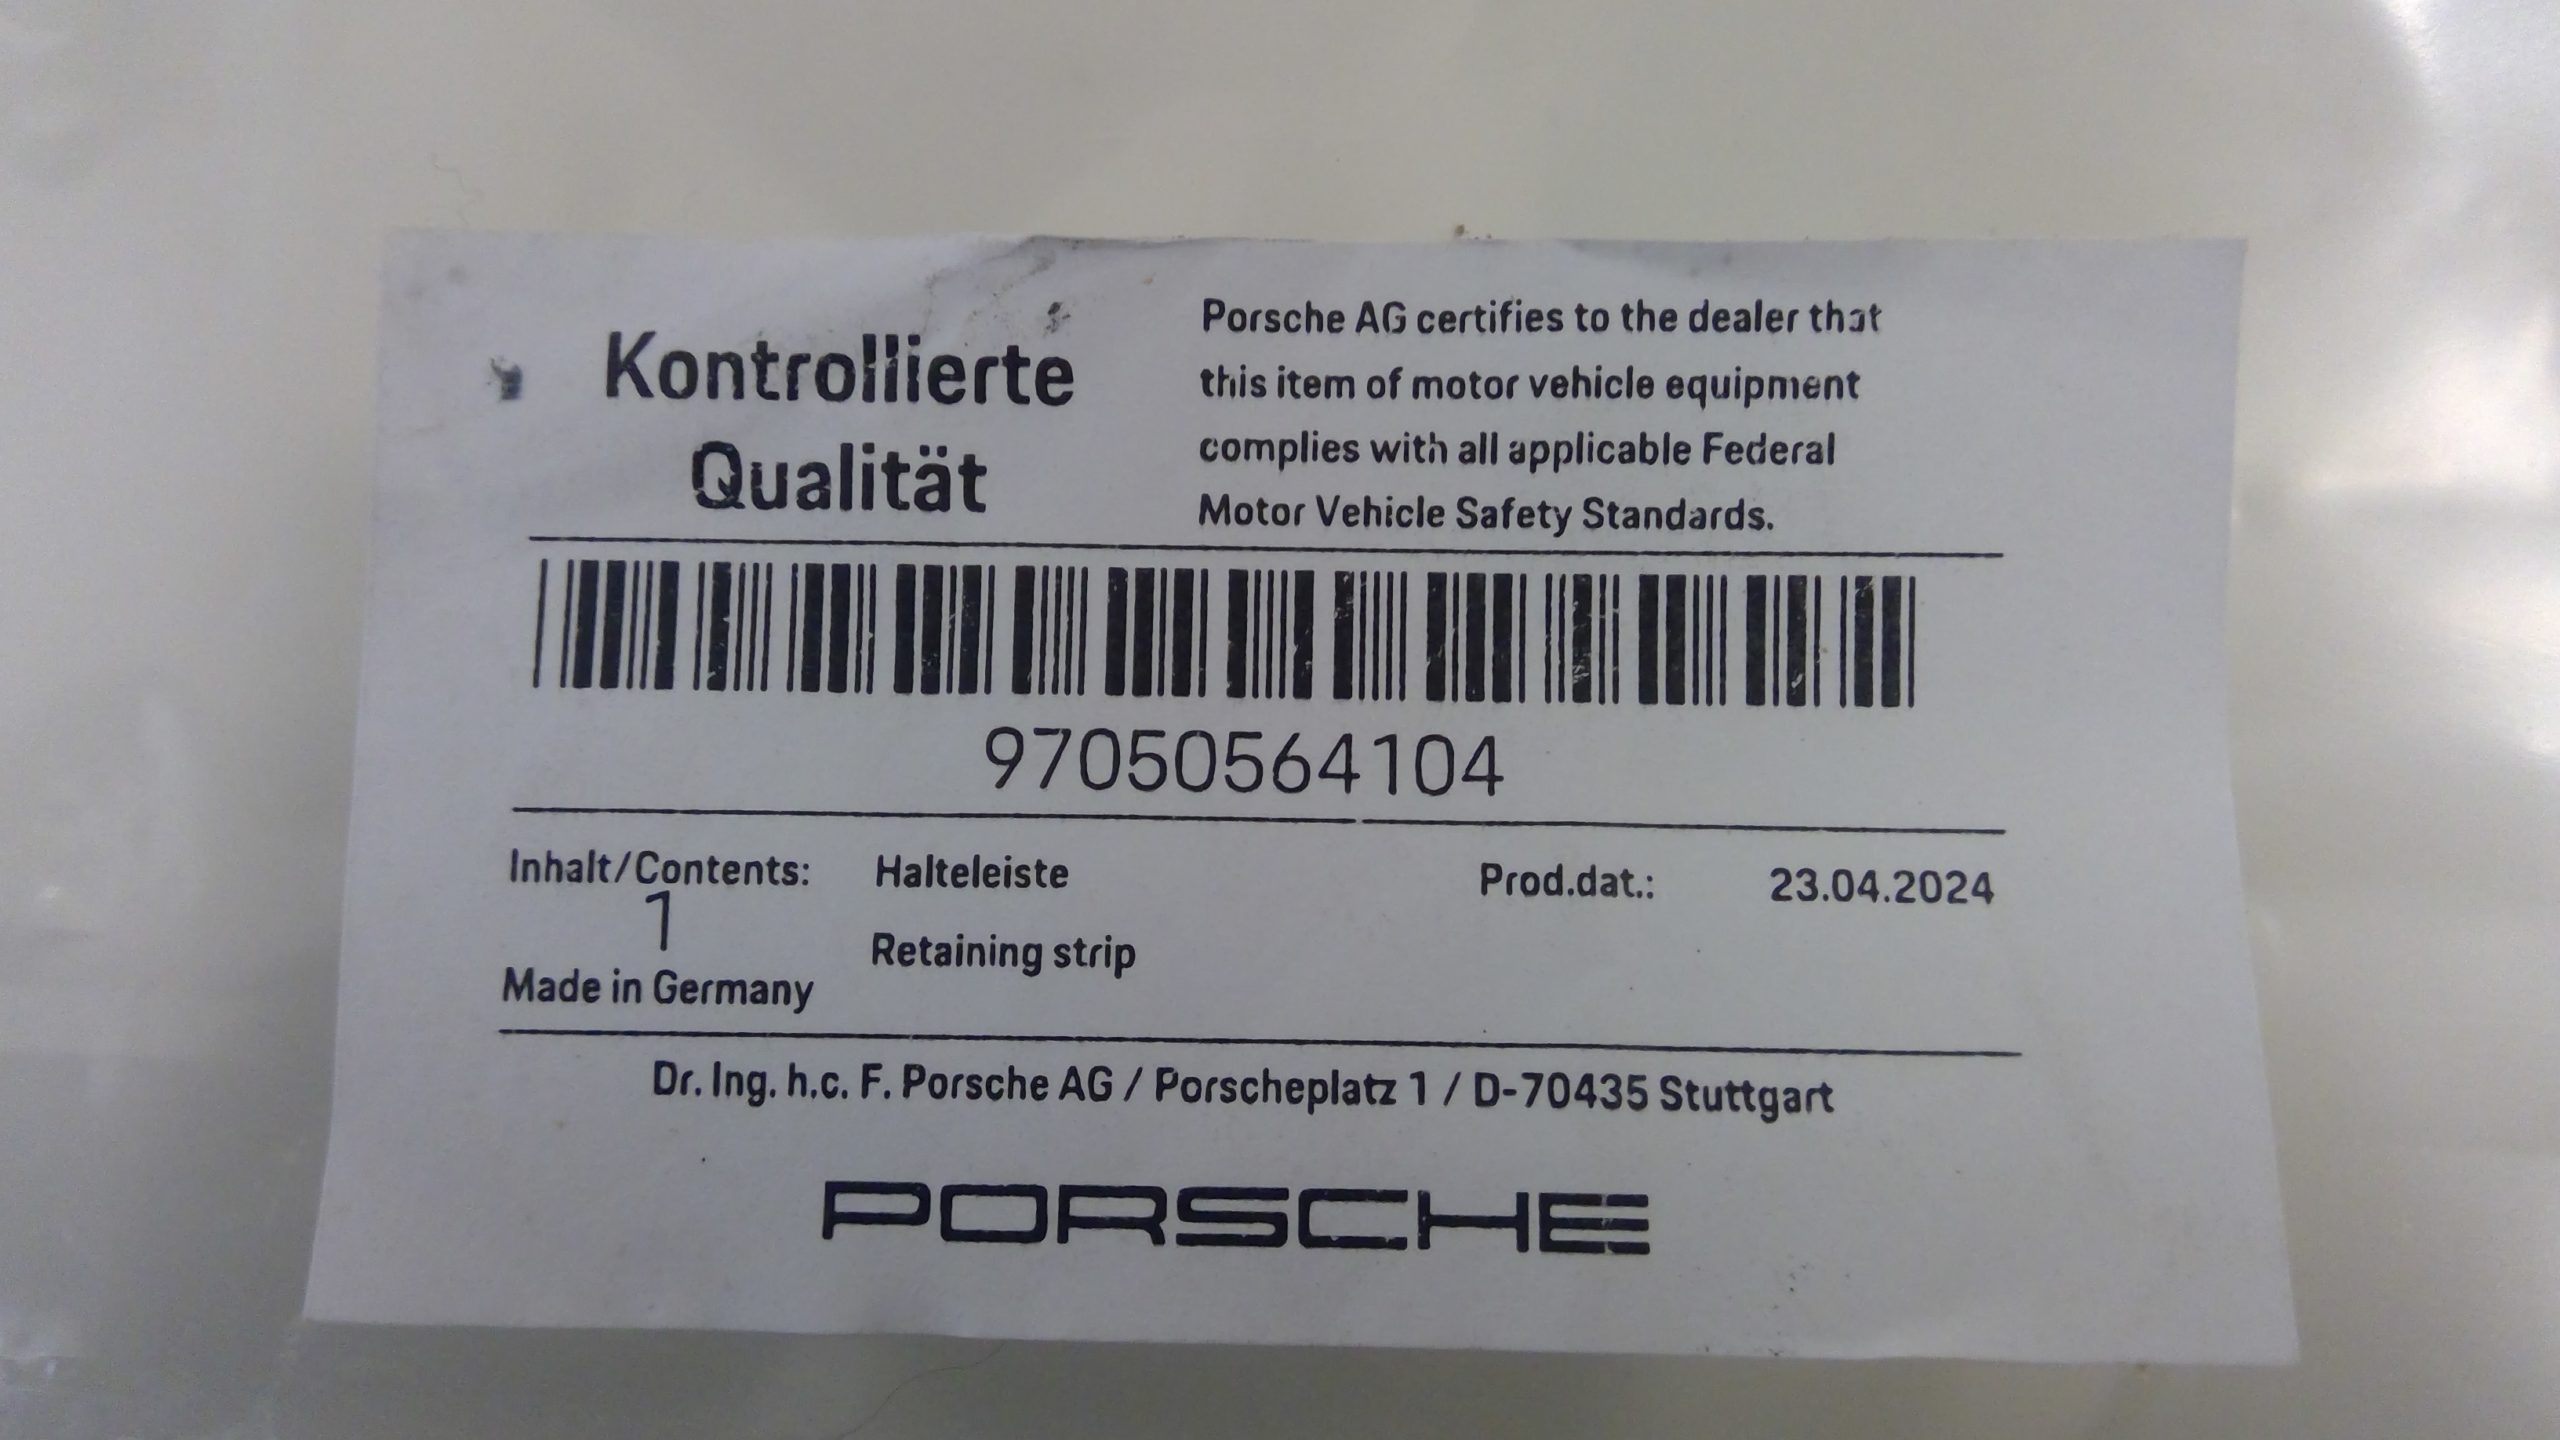 Kontrollierte
Qualität
Porsche AG certifies to the dealer that
this item of motor vehicle equipment
complies with all applicable Federal
Motor Vehicle Safety Standards.
97050564104
Inhalt/Contents: Halteleiste Prod.dat.: 23.04.2024
1
Retaining strip
Made in Germany
Dr. Ing. h.c. F. Porsche AG / Porscheplatz 1 / D-70435 Stuttgart
PORSCHE